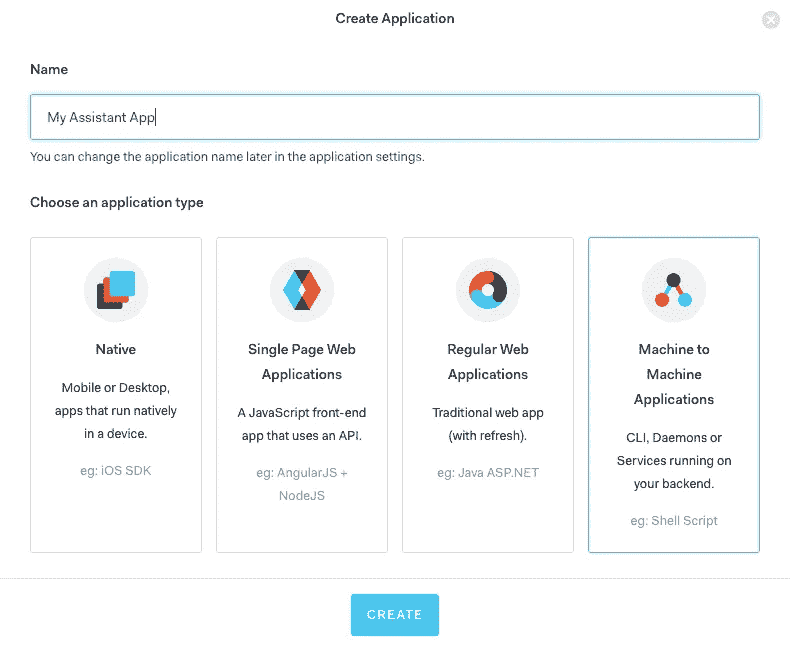 Create Application
Name
My Assistant App
You can change the application name later in the application settings.
Choose an application type
Native
Mobile or Desktop,
apps that run natively
in a device.
eg: iOS SDK
Single Page Web
Applications
A JavaScript front-end
app that uses an API.
eg: AngularJS +
NodeJS
Regular Web
Applications
Traditional web app
(with refresh).
eg: Java ASP.NET
Machine to
Machine
Applications
CLI, Daemons or
Services running on
your backend.
eg: Shell Script
CREATE